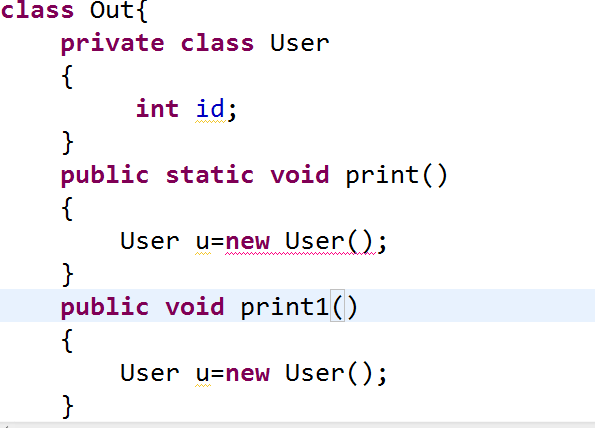 class Out{
    private class User
    {
         int id;
    }
    public static void print()
    {
        User u=new User();
    }
    public void print1()
    {
        User u=new User();
    }